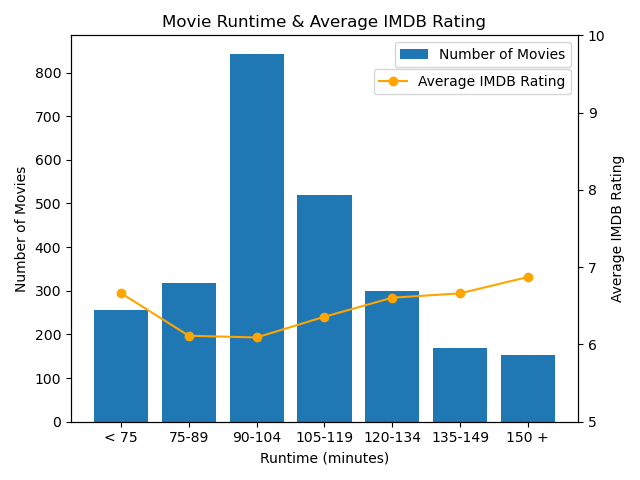 Movie Runtime & Average IMDB Rating
Number of Movies
Average IMDB Rating
800
700
600
500
400
300
200
100
0
Number of Movies
10
9
8
7
6
5
Average IMDB Rating
< 75 75-89 90-104 105-119 120-134 135-149 150 +
Runtime (minutes)